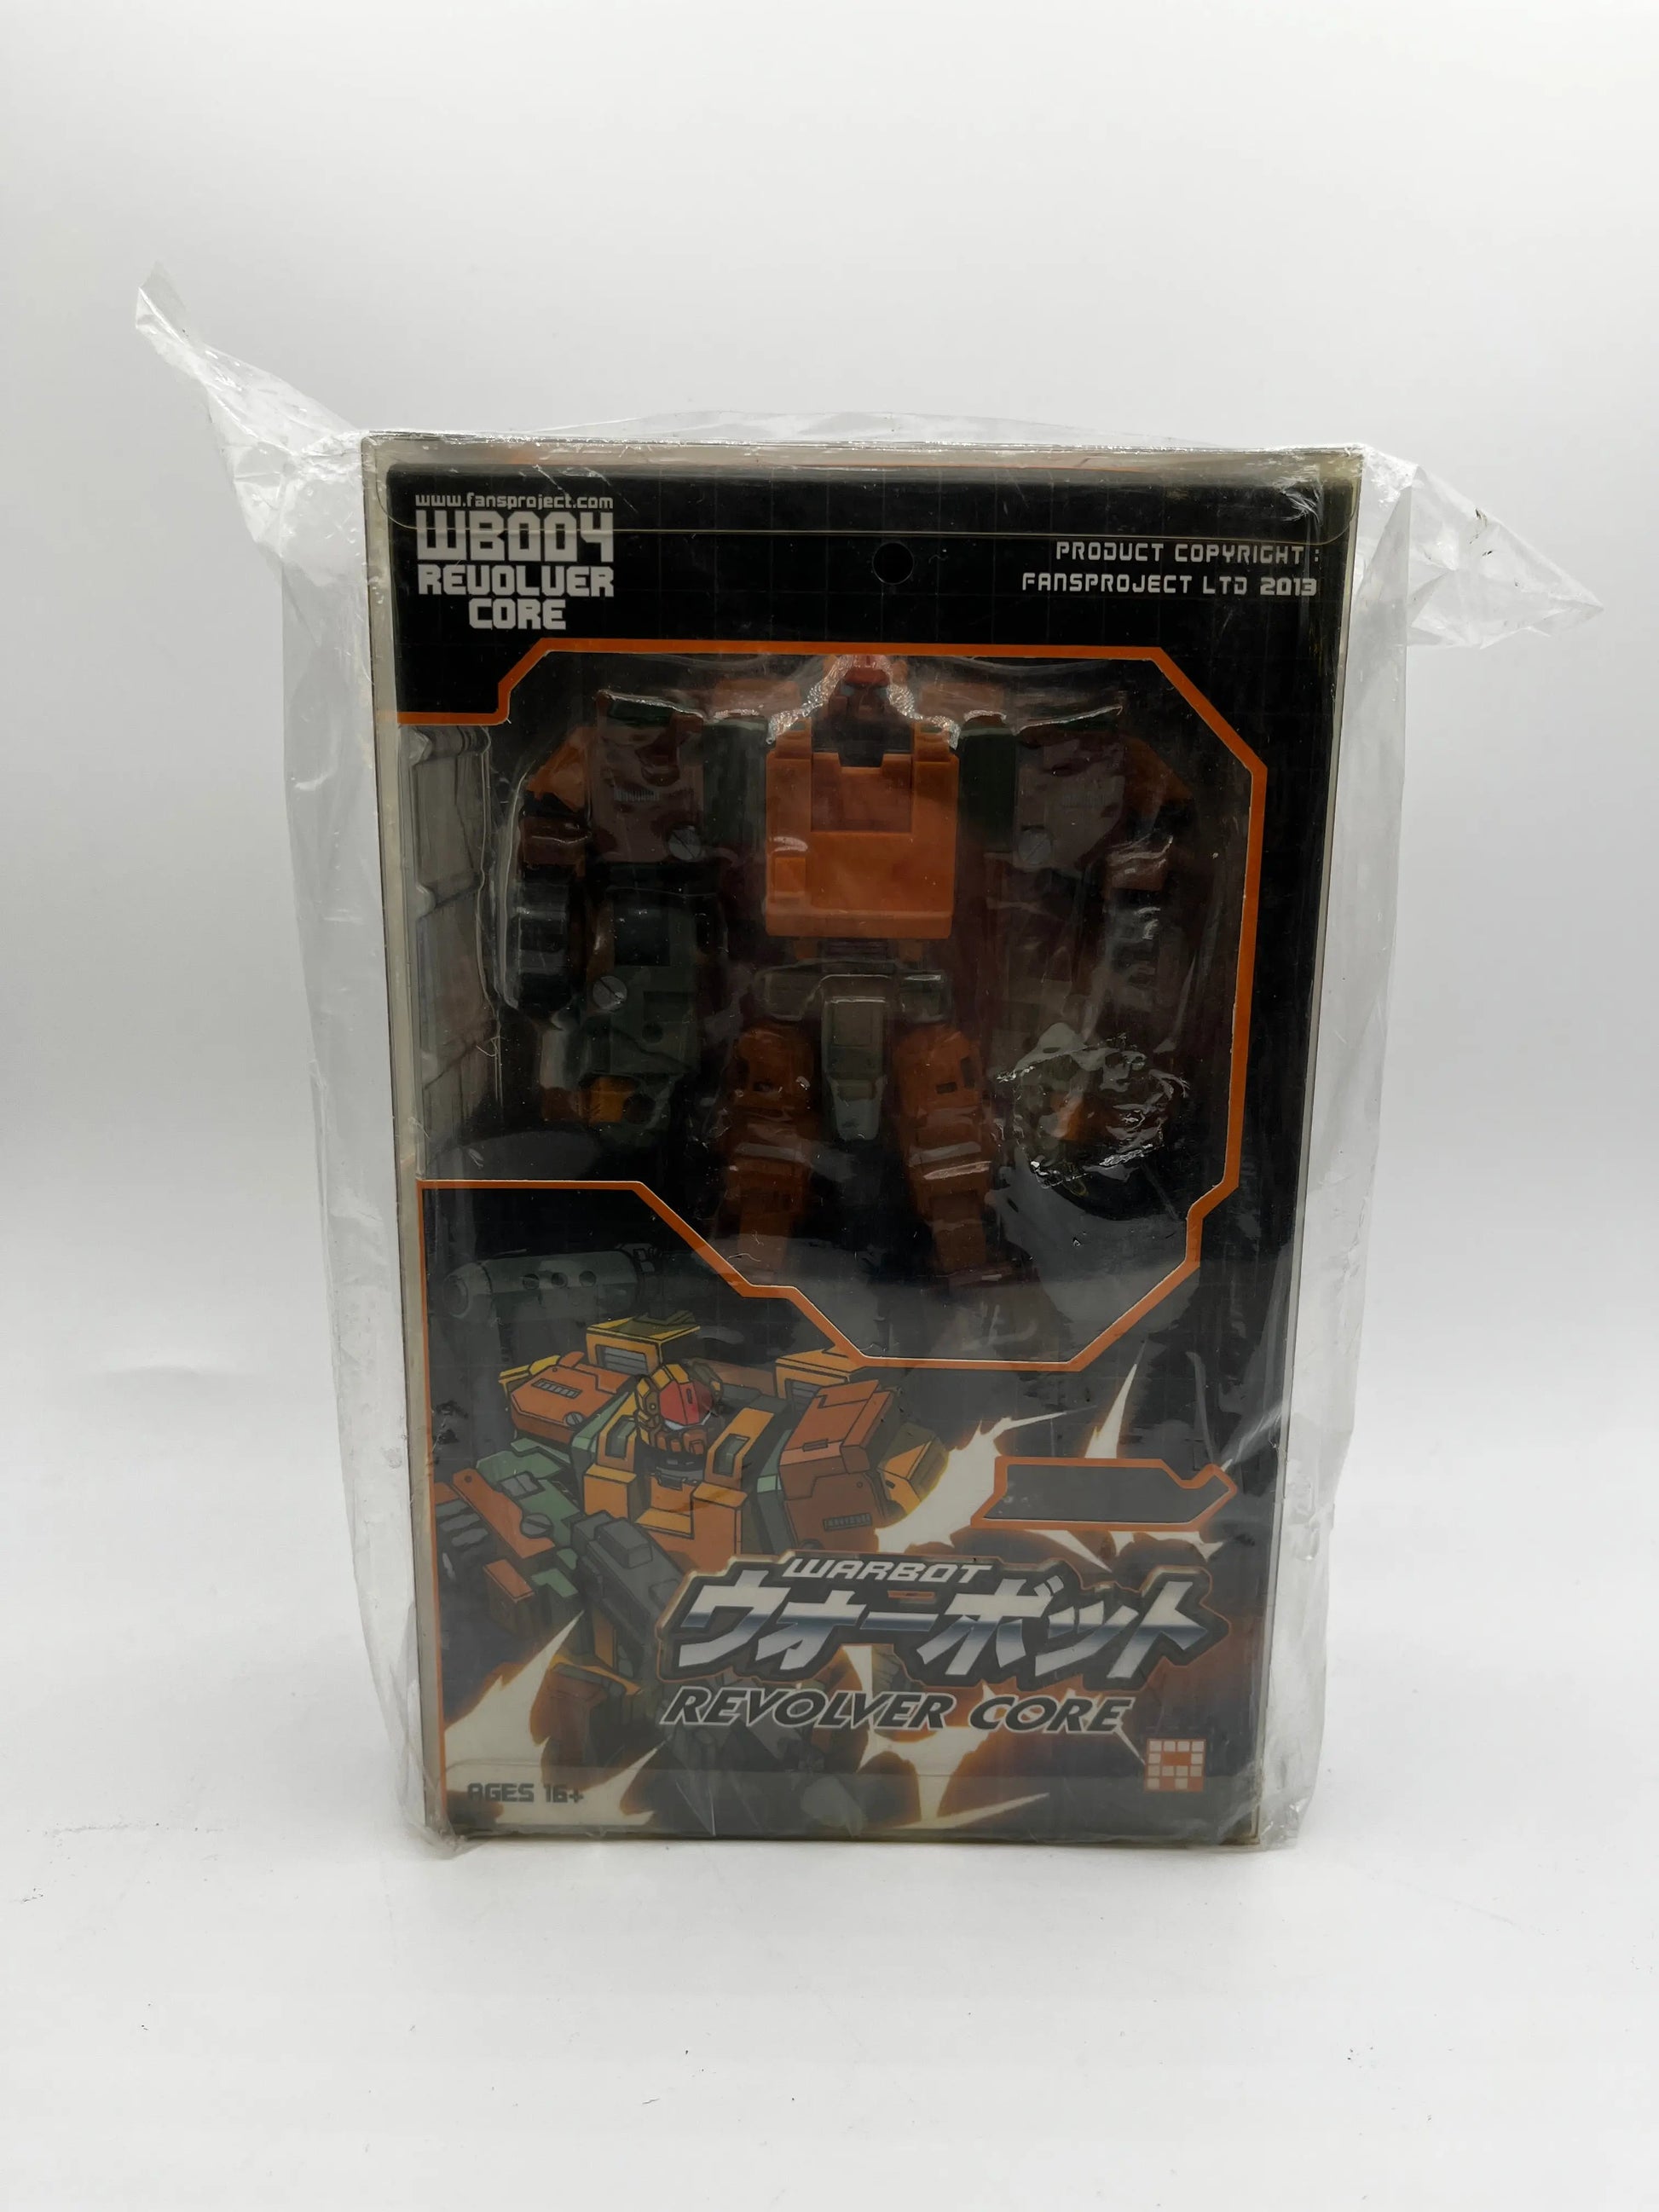 www.fansproject.com
WB004
REVOLVER
CORE
PRODUCT COPYRIGHT :
FANSPROJECT LTD 2013
WARBOT
ウォーボット
REVOLVER CORE
AGES 16+